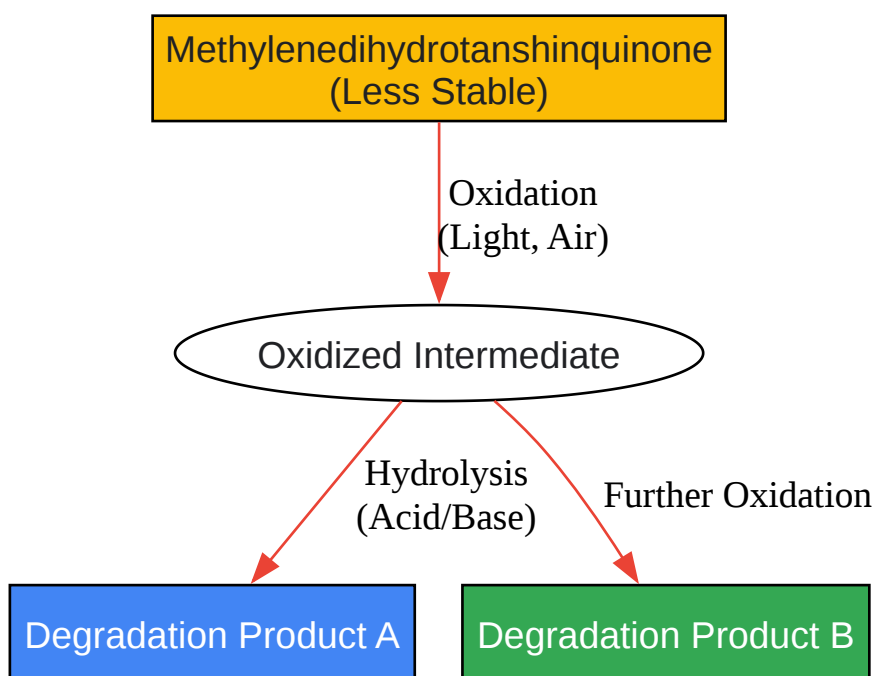 Methylenedihydrotanshinquinone
(Less Stable)
Oxidation
(Light, Air)
Oxidized Intermediate
Hydrolysis
(Acid/Base)
Further Oxidation
Degradation Product A
Degradation Product B